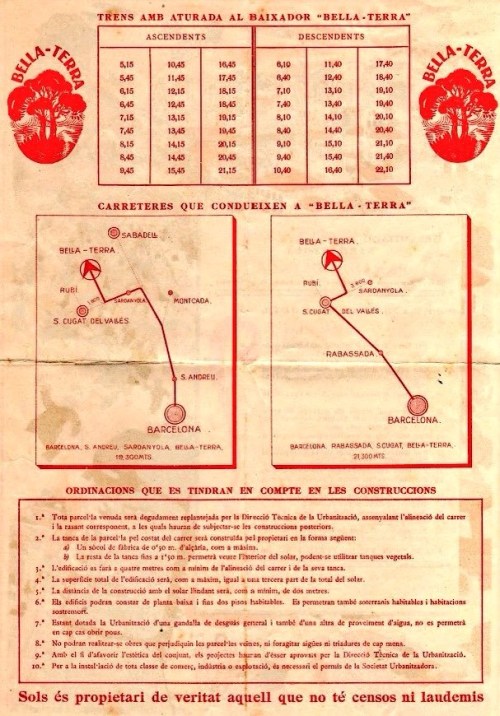 TRENS AMB ATURADA AL BAIXADOR "BELLA-TERRA"
BELLA-TERRA
BELLA-TERRA
ASCENDENTS DESCENDENTS
5,15 10,45 16,45 6,10 11,40 17,40
5,45 11,45 17,45 6,40 12,40 18,40
6,15 12,15 18,15 7,10 13,10 19,10
6,45 12,45 18,45 7,40 13,40 19,40
7,15 13,15 19,15 8,10 14,10 20,10
7,45 13,45 19,45 8,40 14,40 20,40
8,15 14,15 20,15 9,10 15,10 21,10
8,45 14,45 20,45 9,40 15,40 21,40
9,45 15,45 21,15 10,40 16,40 22,10
CARRETERES QUE CONDUEIXEN A "BELLA-TERRA"
SABADELL.
BELLA-TERRA.
RUBÍ.
SARDANYOLA.
MONTCADA.
S. CUGAT DEL VALLÉS
S. ANDREU.
BARCELONA.
BARCELONA, S. ANDREU, SARDANYOLA, BELLA-TERRA,
BELLA-TERRA.
RUBÍ.
SARDANYOLA.
S. CUGAT DEL VALLÉS.
RABASSADA.
BARCELONA.
BARCELONA, RABASSADA, S.CUGAT, BELLA-TERRA,
21,300 MTS.
ORDINACIONS QUE ES TINDRAN EN COMPTE EN LES CONSTRUCCIONS
1.ª Tota parcel·la venuda serà degudament replantejada per la Direcció Tècnica de la Urbanització, assenyalant l'alineació del carrer
i la rasant corresponent, a les quals hauran de subjectar-se les construccions posteriors.
2.ª La tanca de la parcel·la pel costat del carrer serà construïda pel propietari en la forma següent:
a) Un sòcol de fàbrica de 0'50 m. d'alçària, com a màxim.
b) La resta de la tanca fins a 1'50 m. permetrà veure l'interior del solar, podent-se utilitzar tanques vegetals.
3.ª L'edificació es farà a quatre metres com a mínim de l'alineació del carrer i de la seva tanca.
4.ª La superfície total de l'edificació serà, com a màxim, igual a una tercera part de la total del solar.
5.ª La distància de la construcció amb el solar lindant serà, com a mínim, de dos metres.
6.ª Els edificis podran constar de planta baixa i fins dos pisos habitables. Es permetran també soterranis habitables i habitacions
sostremort.
7.ª Estant dotada la Urbanització d'una canalla de desguàs general i també d'una altra de proveïment d'aigua, no es permetrà
en cap cas obrir pous.
8.ª No podran realitzar-se obres que perjudiquin les parcel·les veïnes, ni foragitar aigües ni triadures de cap mena.
9.ª Amb el fi d'afavorir l'estètica del conjunt, els projectes hauran d'ésser aprovats per la Direcció Tècnica de la Urbanització.
10.ª Per a la instal·lació de tota classe de comerç, indústria o explotació, és necessari el permís de la Societat Urbanitzadora.
Sols és propietari de veritat aquell que no té censos ni laudemis